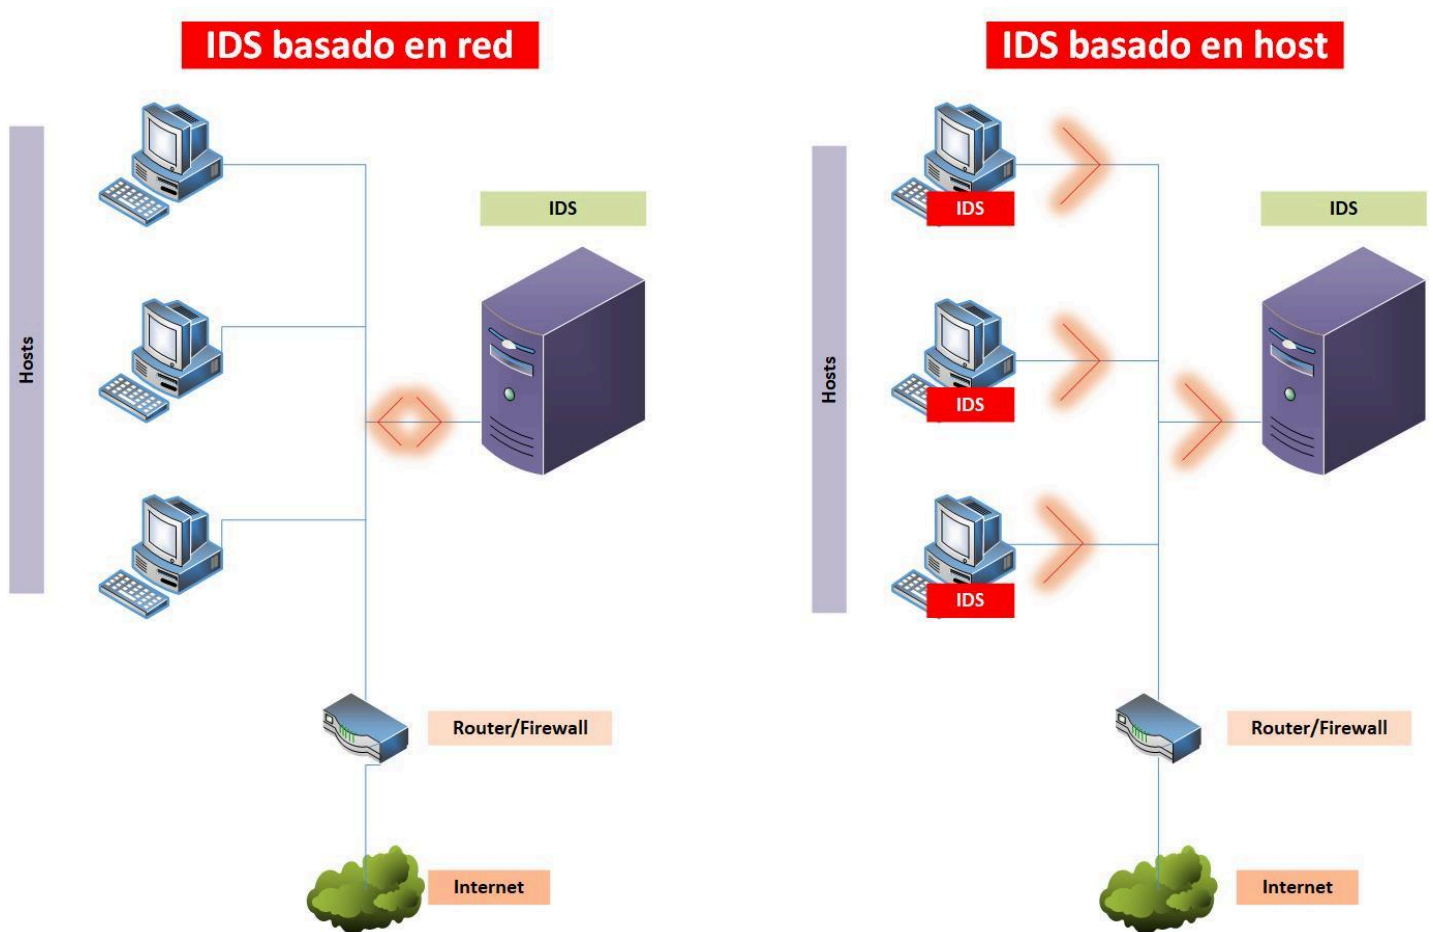 IDS basado en red
Hosts
IDS
Router/Firewall
Internet
IDS basado en host
Hosts
IDS
IDS
IDS
IDS
Router/Firewall
Internet